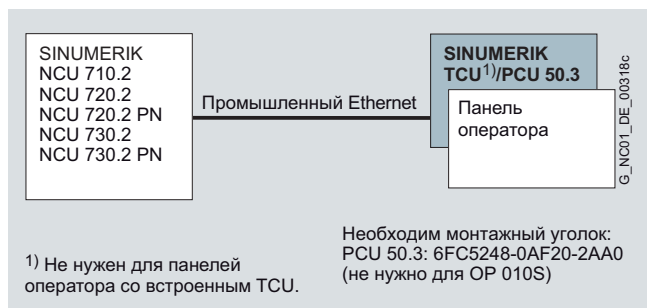 SINUMERIK
NCU 710.2
NCU 720.2
NCU 720.2 PN
NCU 730.2
NCU 730.2 PN
Промышленный Ethernet
SINUMERIK
TCU1)/PCU 50.3
Панель
оператора
G_NC01_DE_00318c
1) Не нужен для панелей
оператора со встроенным TCU.
Необходим монтажный уголок:
PCU 50.3: 6FC5248-0AF20-2AA0
(не нужно для OP 010S)